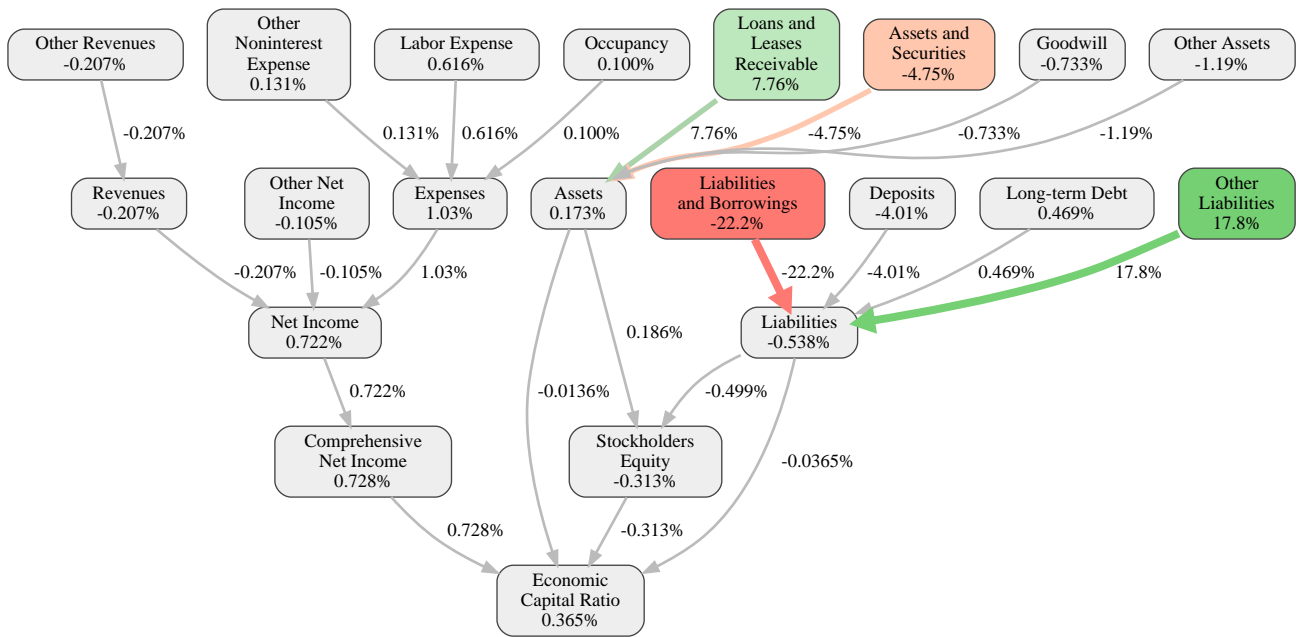 Other Revenues
-0.207%
Other
Noninterest
Expense
0.131%
Labor Expense
0.616%
Occupancy
0.100%
Loans and
Leases
Receivable
7.76%
Assets and
Securities
-4.75%
Goodwill
-0.733%
Other Assets
-1.19%
-0.207%
0.131%
0.616%
0.100%
7.76%
-4.75%
-0.733%
-1.19%
Revenues
-0.207%
Other Net
Income
-0.105%
Expenses
1.03%
Assets
0.173%
Liabilities
and Borrowings
-22.2%
Deposits
-4.01%
Long-term Debt
0.469%
Other
Liabilities
17.8%
-0.207%
-0.105%
1.03%
-22.2%
-4.01%
0.469%
17.8%
Net Income
0.722%
0.186%
Liabilities
-0.538%
0.722%
-0.0136%
-0.499%
Comprehensive
Net Income
0.728%
Stockholders
Equity
-0.313%
-0.0365%
0.728%
-0.313%
Economic
Capital Ratio
0.365%